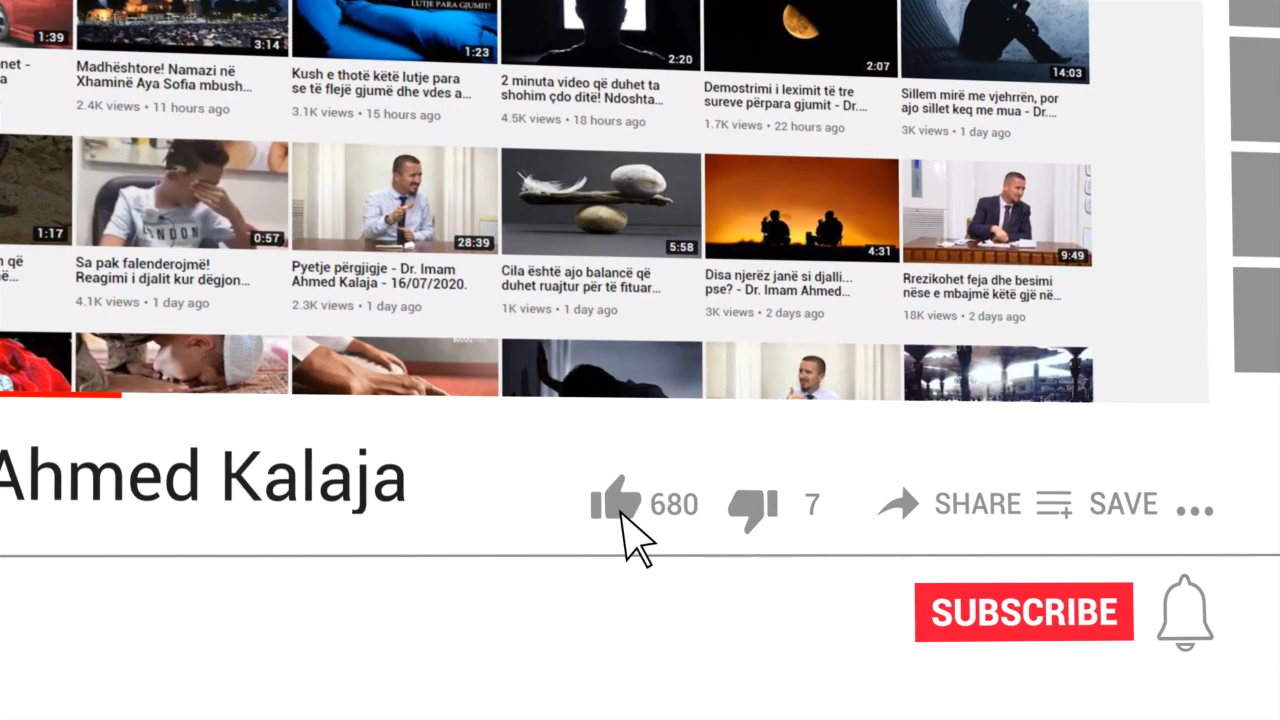 LUTJE PARA GJUMIT!
1:39
3:14
1:23
2:20
2:07
14:03
net -
a
Madhështore! Namazi në
Xhaminë Aya Sofia mbush...
2.4K views • 11 hours ago
Kush e thotë këtë lutje para
se të flejë gjumë dhe vdes a...
3.1K views • 15 hours ago
2 minuta video që duhet ta
shohim çdo ditë! Ndoshta...
4.5K views • 18 hours ago
Demostrimi i leximit të tre
sureve përpara gjumit - Dr....
1.7K views • 22 hours ago
Sillem mirë me vjehrrën, por
ajo sillet keq me mua - Dr....
3K views • 1 day ago
LONDON
1:17
0:57
28:39
5:58
4:31
9:49
që
ë...
Sa pak falenderojmë!
Reagimi i djalit kur dëgjon...
4.1K views • 1 day ago
Pyetje përgjigje - Dr. Imam
Ahmed Kalaja - 16/07/2020.
2.3K views • 1 day ago
Cila është ajo balancë që
duhet ruajtur për të fituar...
1K views • 1 day ago
Disa njerëz janë si djalli...
pse? - Dr. Imam Ahmed...
3K views • 2 days ago
Rrezikohet feja dhe besimi
nëse e mbajmë këtë gjë në...
18K views • 2 days ago
Ahmed Kalaja
680
7
SHARE
SAVE
SUBSCRIBE